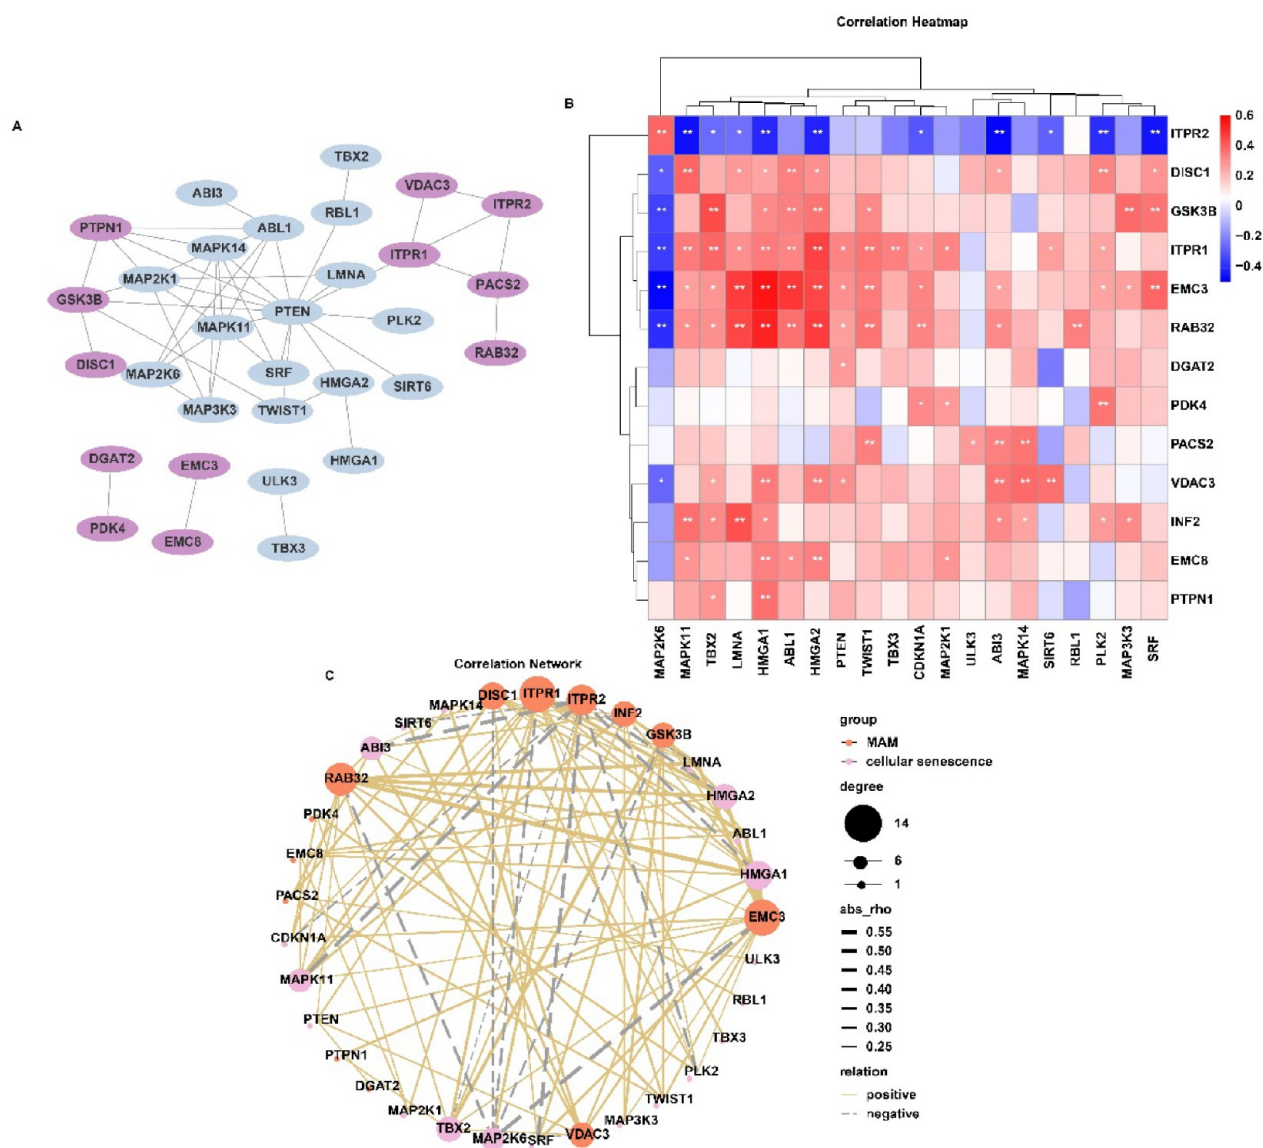 Correlation Heatmap
A
B
TBX2
ABI3
VDAC3
ITPR2
RBL1
PTPN1
ABL1
MAPK14
ITPR1
LMNA
MAP2K1
PACS2
GSK3B
PTEN
PLK2
MAPK11
RAB32
DISC1
MAP2K6
SRF
HMGA2
SIRT6
MAP3K3
TWIST1
HMGA1
DGAT2
EMC3
ULK3
PDK4
EMC8
TBX3
ITPR2
DISC1
GSK3B
ITPR1
EMC3
RAB32
DGAT2
PDK4
PACS2
VDAC3
INF2
EMC8
PTPN1
0.6
0.4
0.2
0
−0.2
−0.4
MAP2K6
MAPK11
TBX2
LMNA
HMGA1
ABL1
HMGA2
PTEN
TWIST1
TBX3
CDKN1A
MAP2K1
ULK3
ABI3
MAPK14
SIRT6
RBL1
PLK2
MAP3K3
SRF
C
Correlation Network
DISC1
ITPR1
ITPR2
INF2
GSK3B
LMNA
HMGA2
ABL1
HMGA1
EMC3
ULK3
RBL1
TBX3
PLK2
TWIST1
MAP3K3
VDAC3
SRF
MAP2K6
TBX2
MAP2K1
DGAT2
PTPN1
PTEN
MAPK11
CDKN1A
PACS2
EMC8
PDK4
RAB32
ABI3
SIRT6
MAPK14
group
MAM
cellular senescence
degree
14
6
1
abs_rho
0.55
0.50
0.45
0.40
0.35
0.30
0.25
relation
positive
negative